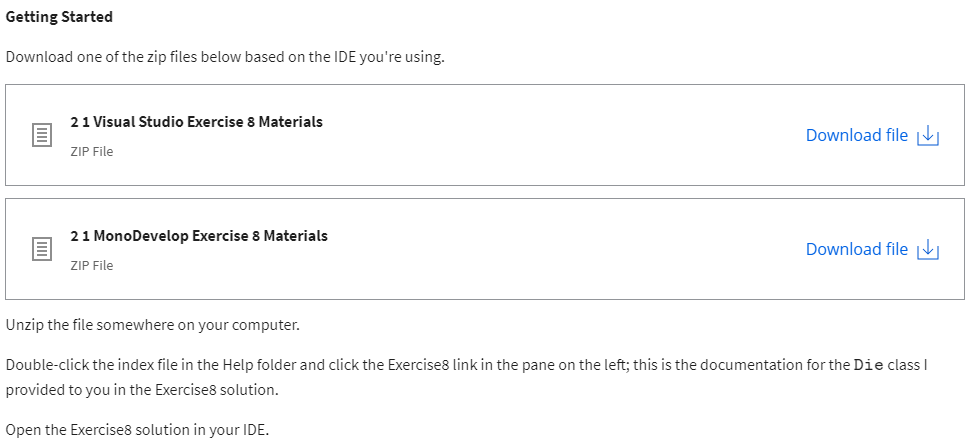 Getting Started
Download one of the zip files below based on the IDE you're using.
2 1 Visual Studio Exercise 8 Materials
Download file
ZIP File
2 1 MonoDevelop Exercise 8 Materials
Download file
ZIP File
Unzip the file somewhere on your computer.
Double-click the index file in the Help folder and click the Exercise8 link in the pane on the left; this is the documentation for the Die class I
provided to you in the Exercise8 solution.
Open the Exercise8 solution in your IDE.